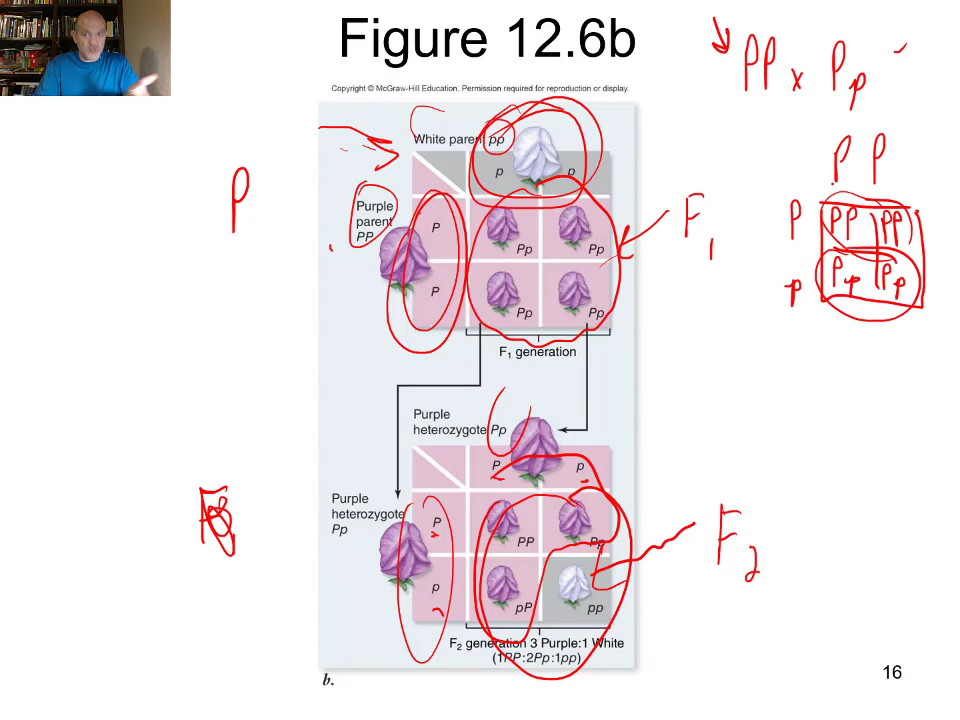 Figure 12.6b
Copyright © McGraw-Hill Education. Permission required for reproduction or display.
PP x Pp
P P
P PP PP
p Pp Pp
White parent pp
p p
P
Purple
parent
PP
P
Pp Pp
P
Pp Pp
F1
F1 generation
Purple
heterozygote Pp
P p
Purple
heterozygote
Pp
P
PP Pp
p
pP pp
F2
F2 generation 3 Purple:1 White
(1PP:2Pp:1pp)
b.
16